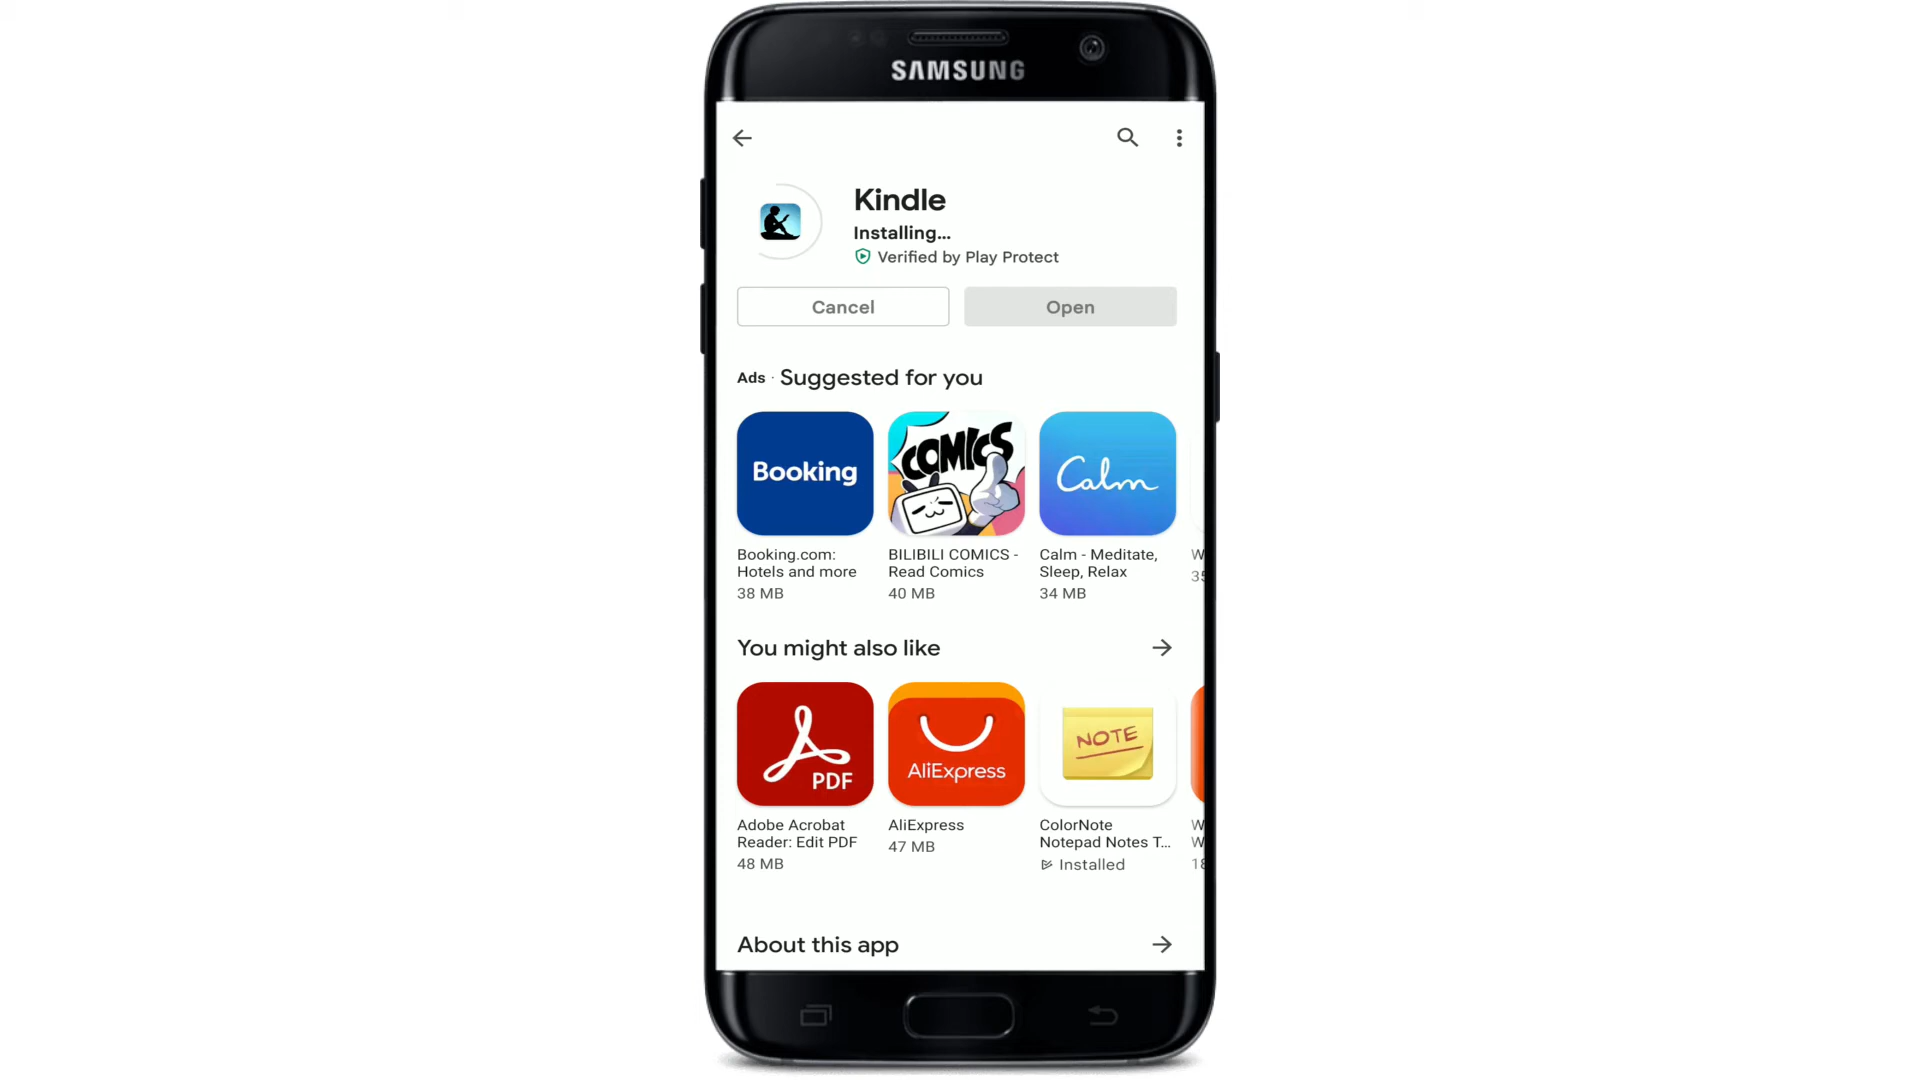 SAMSUNG
Kindle
Installing...
Verified by Play Protect
Cancel
Open
Ads · Suggested for you
Booking
COMICS
Calm
Booking.com:
Hotels and more
38 MB
BILIBILI COMICS -
Read Comics
40 MB
Calm - Meditate,
Sleep, Relax
34 MB
W
35
You might also like
PDF
AliExpress
NOTE
Adobe Acrobat
Reader: Edit PDF
48 MB
AliExpress
47 MB
ColorNote
Notepad Notes T...
Installed
W
W
18
About this app